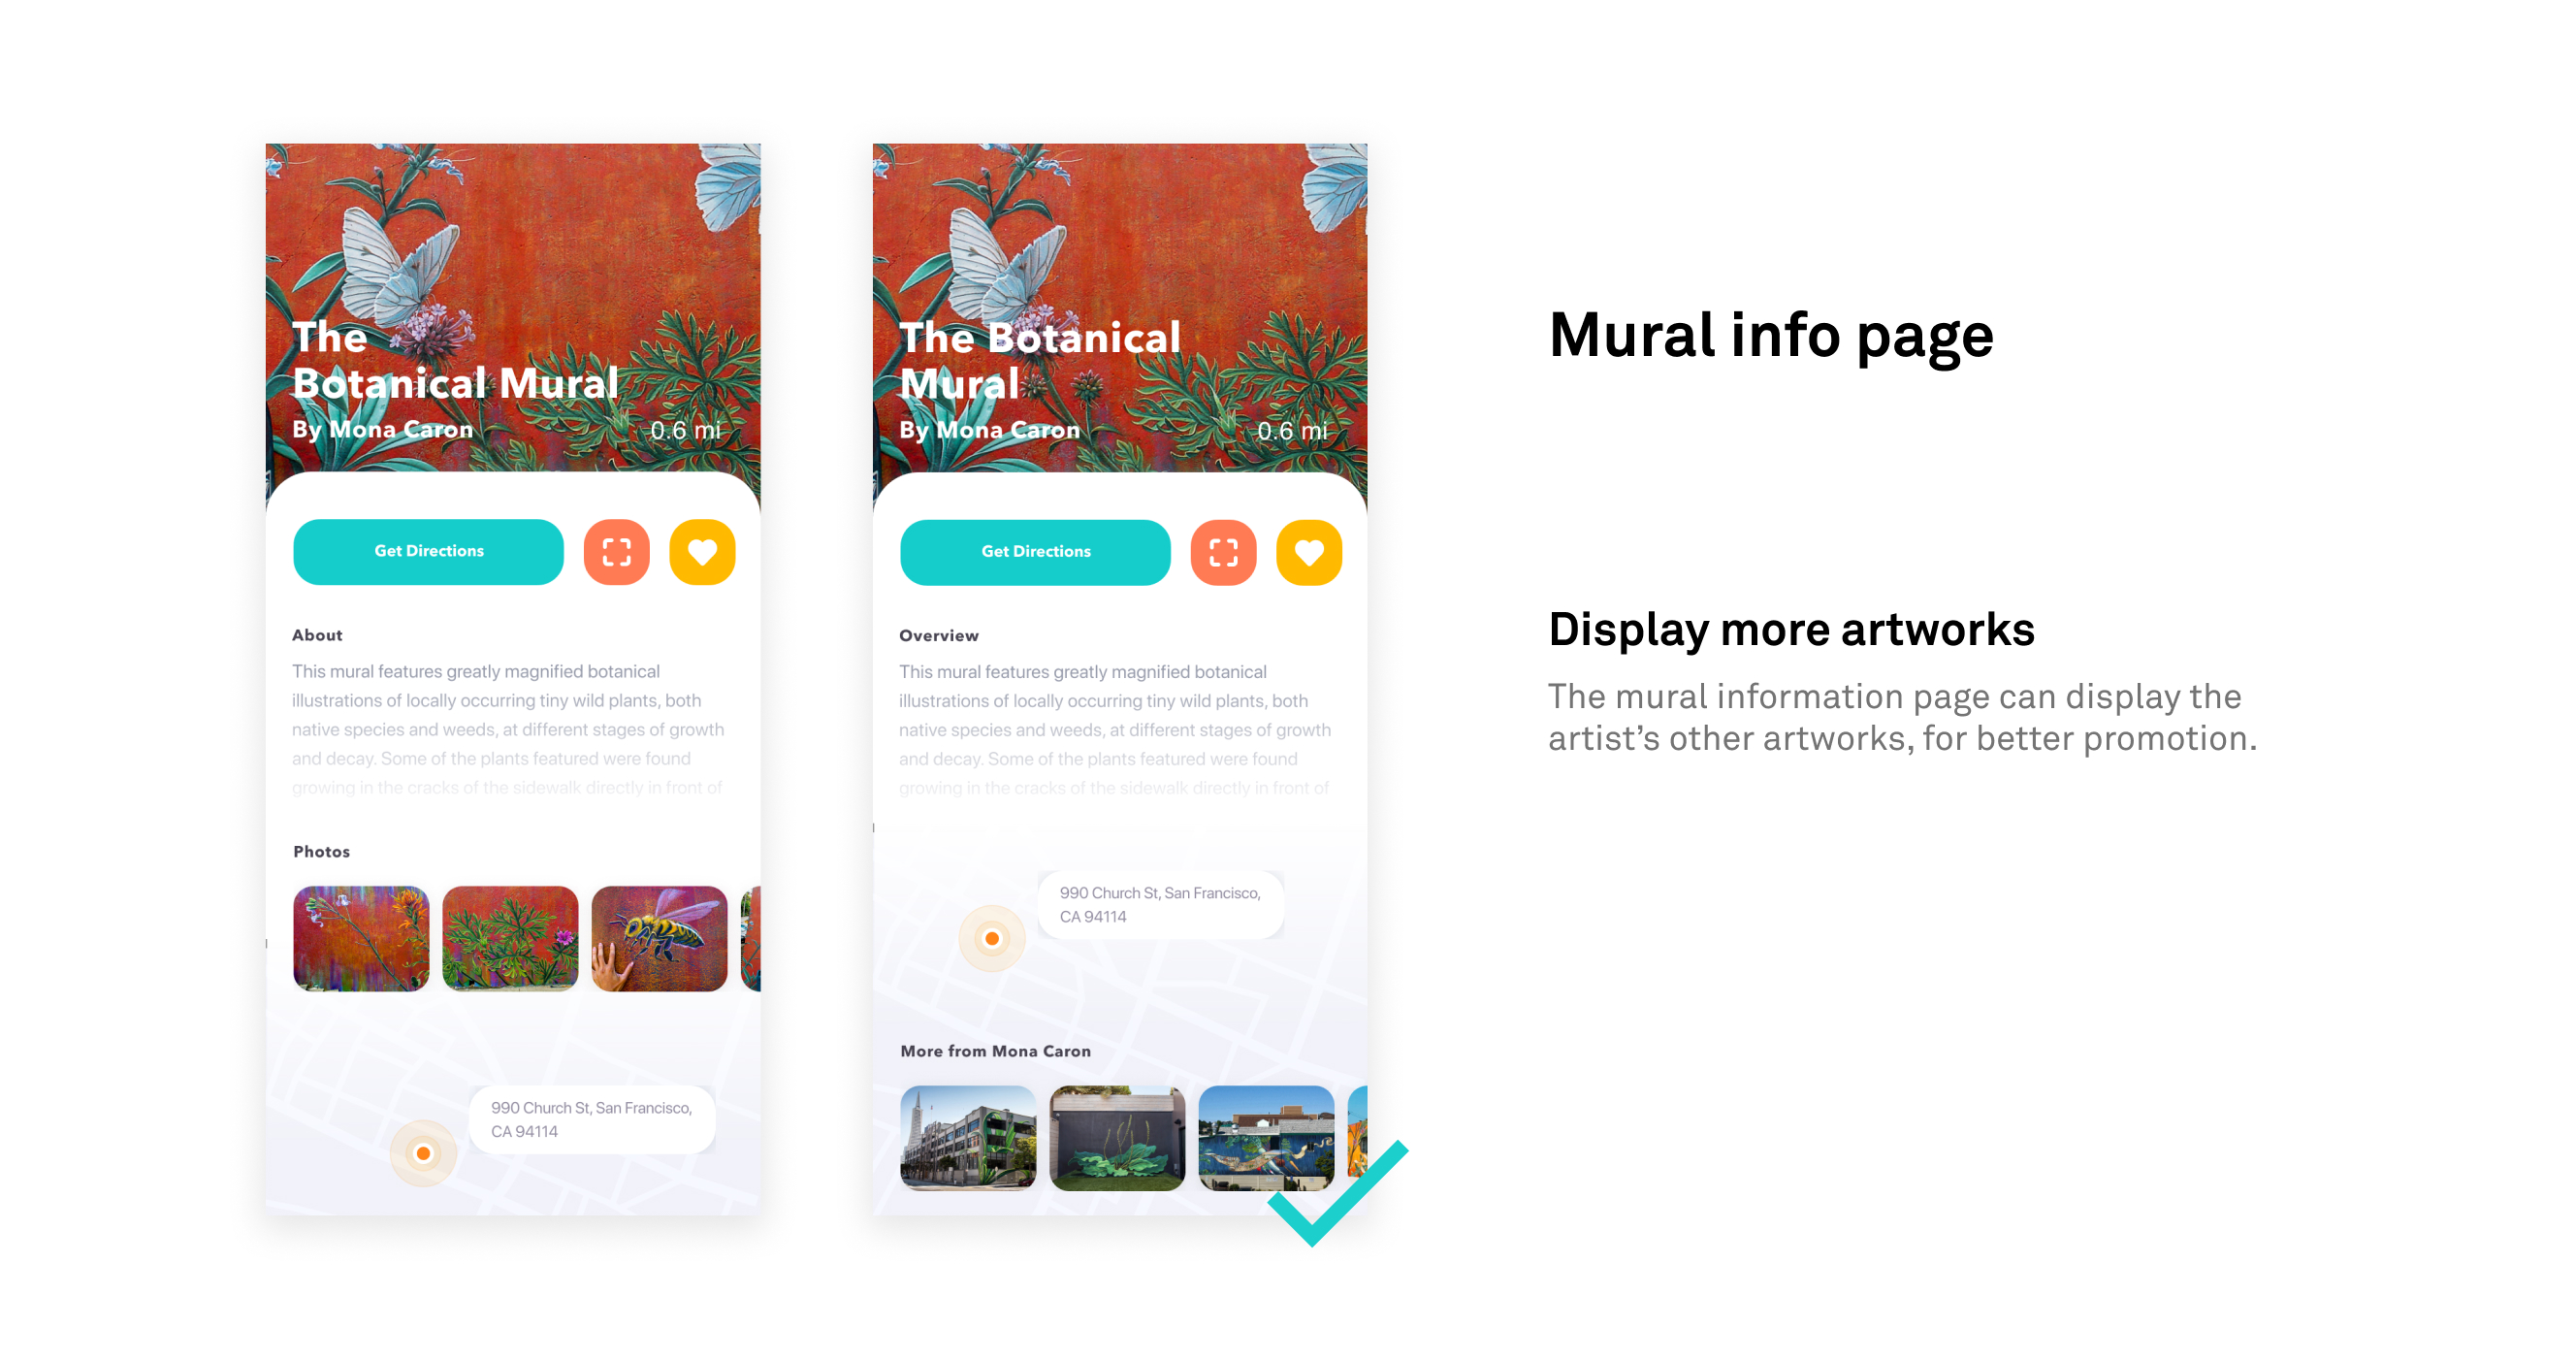 The
Botanical Mural
By Mona Caron
0.6 mi
Get Directions
About
This mural features greatly magnified botanical
illustrations of locally occurring tiny wild plants, both
native species and weeds, at different stages of growth
and decay. Some of the plants featured were found
growing in the cracks of the sidewalk directly in front of
Photos
990 Church St, San Francisco,
CA 94114
The Botanical
Mural
By Mona Caron
0.6 mi
Get Directions
Overview
This mural features greatly magnified botanical
illustrations of locally occurring tiny wild plants, both
native species and weeds, at different stages of growth
and decay. Some of the plants featured were found
growing in the cracks of the sidewalk directly in front of
990 Church St, San Francisco,
CA 94114
More from Mona Caron
Mural info page
Display more artworks
The mural information page can display the
artist’s other artworks, for better promotion.